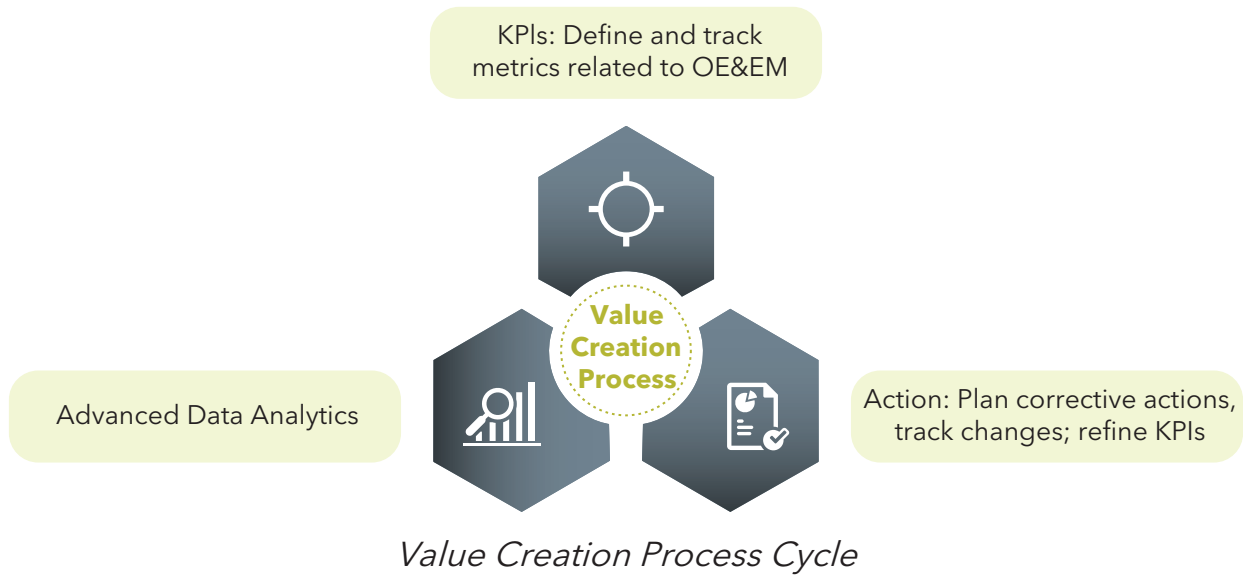 KPIs: Define and track
metrics related to OE&EM
Value
Creation
Process
Advanced Data Analytics
Action: Plan corrective actions,
track changes; refine KPIs
Value Creation Process Cycle